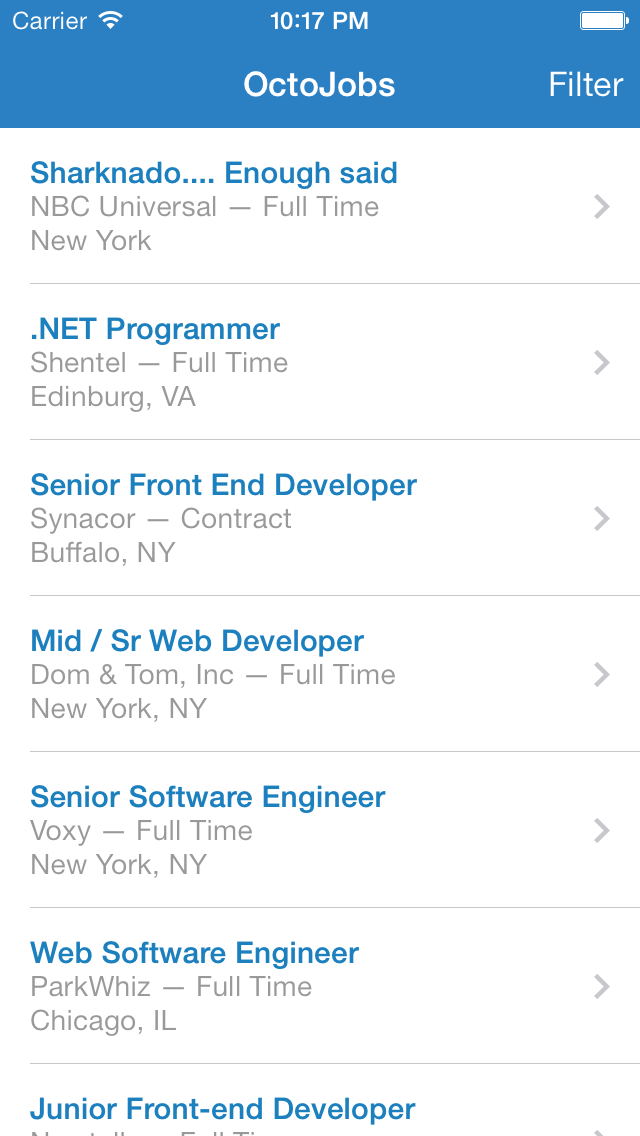 Carrier 10:17 PM
OctoJobs Filter
Sharknado.... Enough said
NBC Universal — Full Time
New York
.NET Programmer
Shentel — Full Time
Edinburg, VA
Senior Front End Developer
Synacor — Contract
Buffalo, NY
Mid / Sr Web Developer
Dom & Tom, Inc — Full Time
New York, NY
Senior Software Engineer
Voxy — Full Time
New York, NY
Web Software Engineer
ParkWhiz — Full Time
Chicago, IL
Junior Front-end Developer